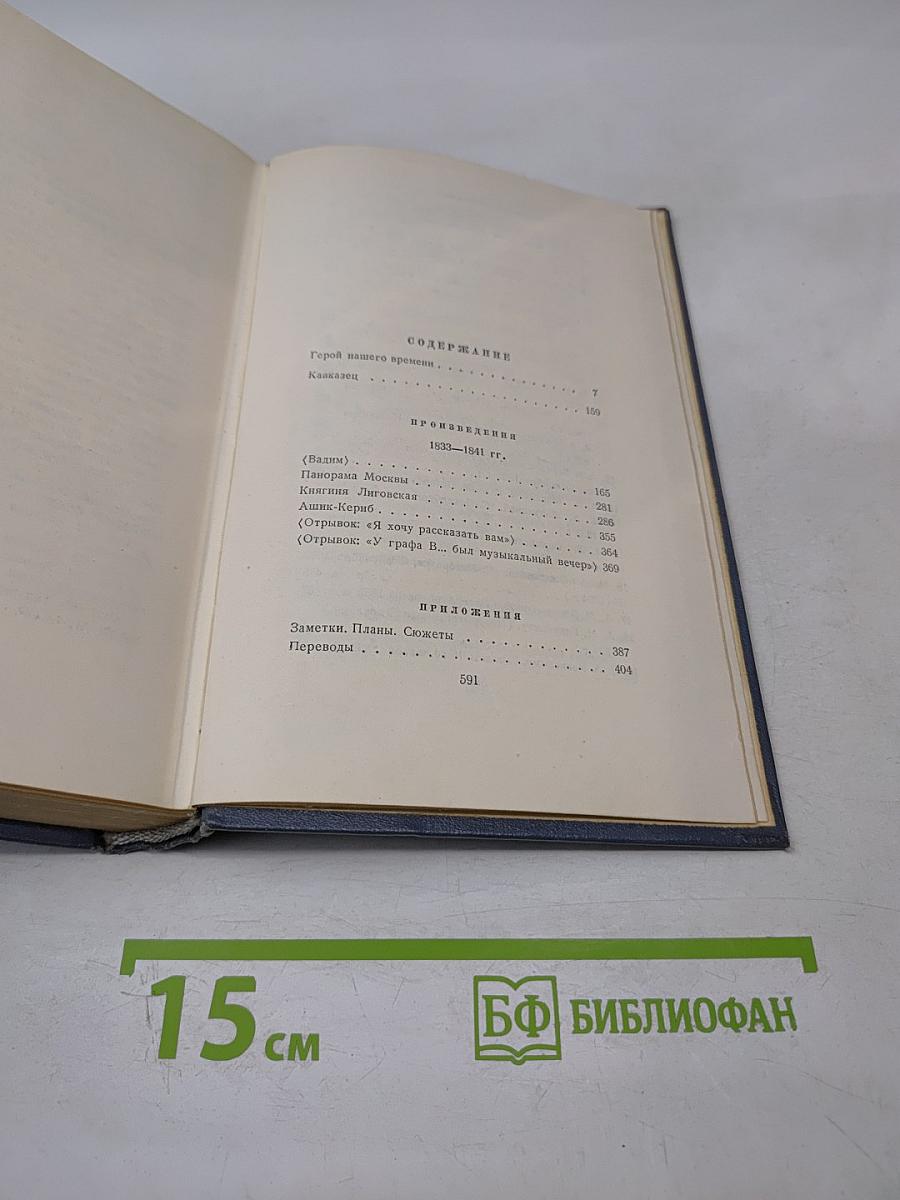 СОДЕРЖАНИЕ
Герой нашего времени . . . . . . . . . . . . . . 7
Кавказец . . . . . . . . . . . . . . . . . . . . 159
ПРОИЗВЕДЕНИЯ
1833—1841 гг.
〈Вадим〉 . . . . . . . . . . . . . . . . . . . . 165
Панорама Москвы . . . . . . . . . . . . . . . 281
Княгиня Лиговская . . . . . . . . . . . . . . 286
Ашик-Кериб . . . . . . . . . . . . . . . . . . 355
〈Отрывок: «Я хочу рассказать вам»〉 . . . . . . . 364
〈Отрывок: «У графа В... был музыкальный вечер»〉 369
ПРИЛОЖЕНИЯ
Заметки. Планы. Сюжеты . . . . . . . . . . . 387
Переводы . . . . . . . . . . . . . . . . . . . 404
591
15 см
БФ БИБЛИОФАН